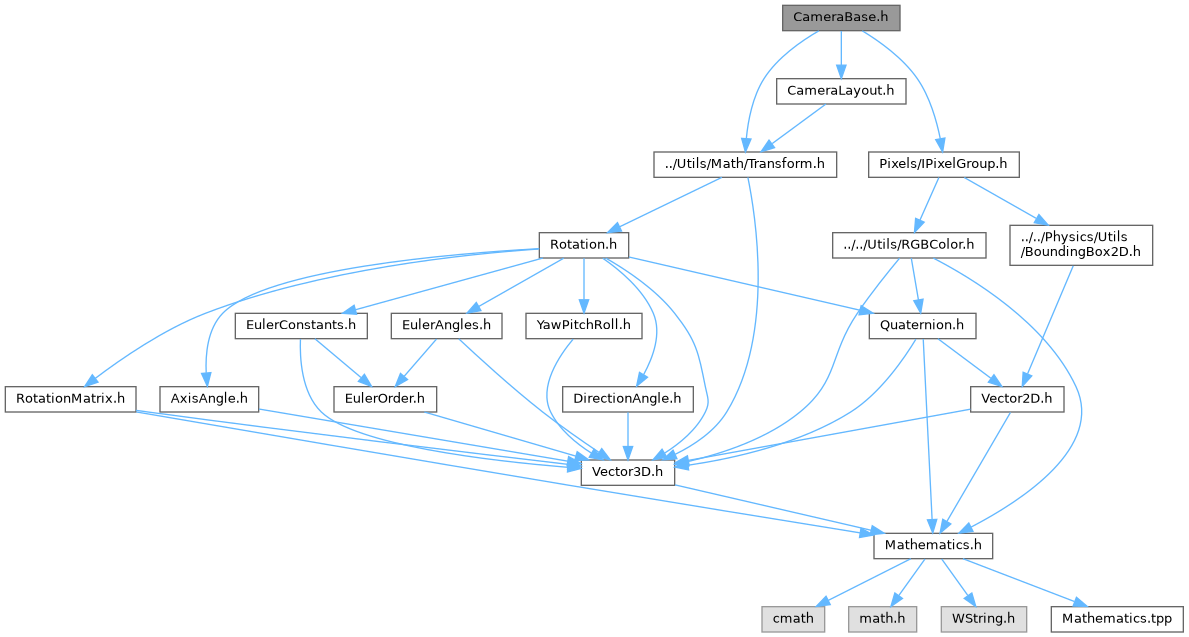 CameraBase.h
CameraLayout.h
../Utils/Math/Transform.h
Pixels/IPixelGroup.h
Rotation.h
../../Utils/RGBColor.h
../../Physics/Utils
/BoundingBox2D.h
EulerConstants.h
EulerAngles.h
YawPitchRoll.h
Quaternion.h
RotationMatrix.h
AxisAngle.h
EulerOrder.h
DirectionAngle.h
Vector2D.h
Vector3D.h
Mathematics.h
cmath
math.h
WString.h
Mathematics.tpp